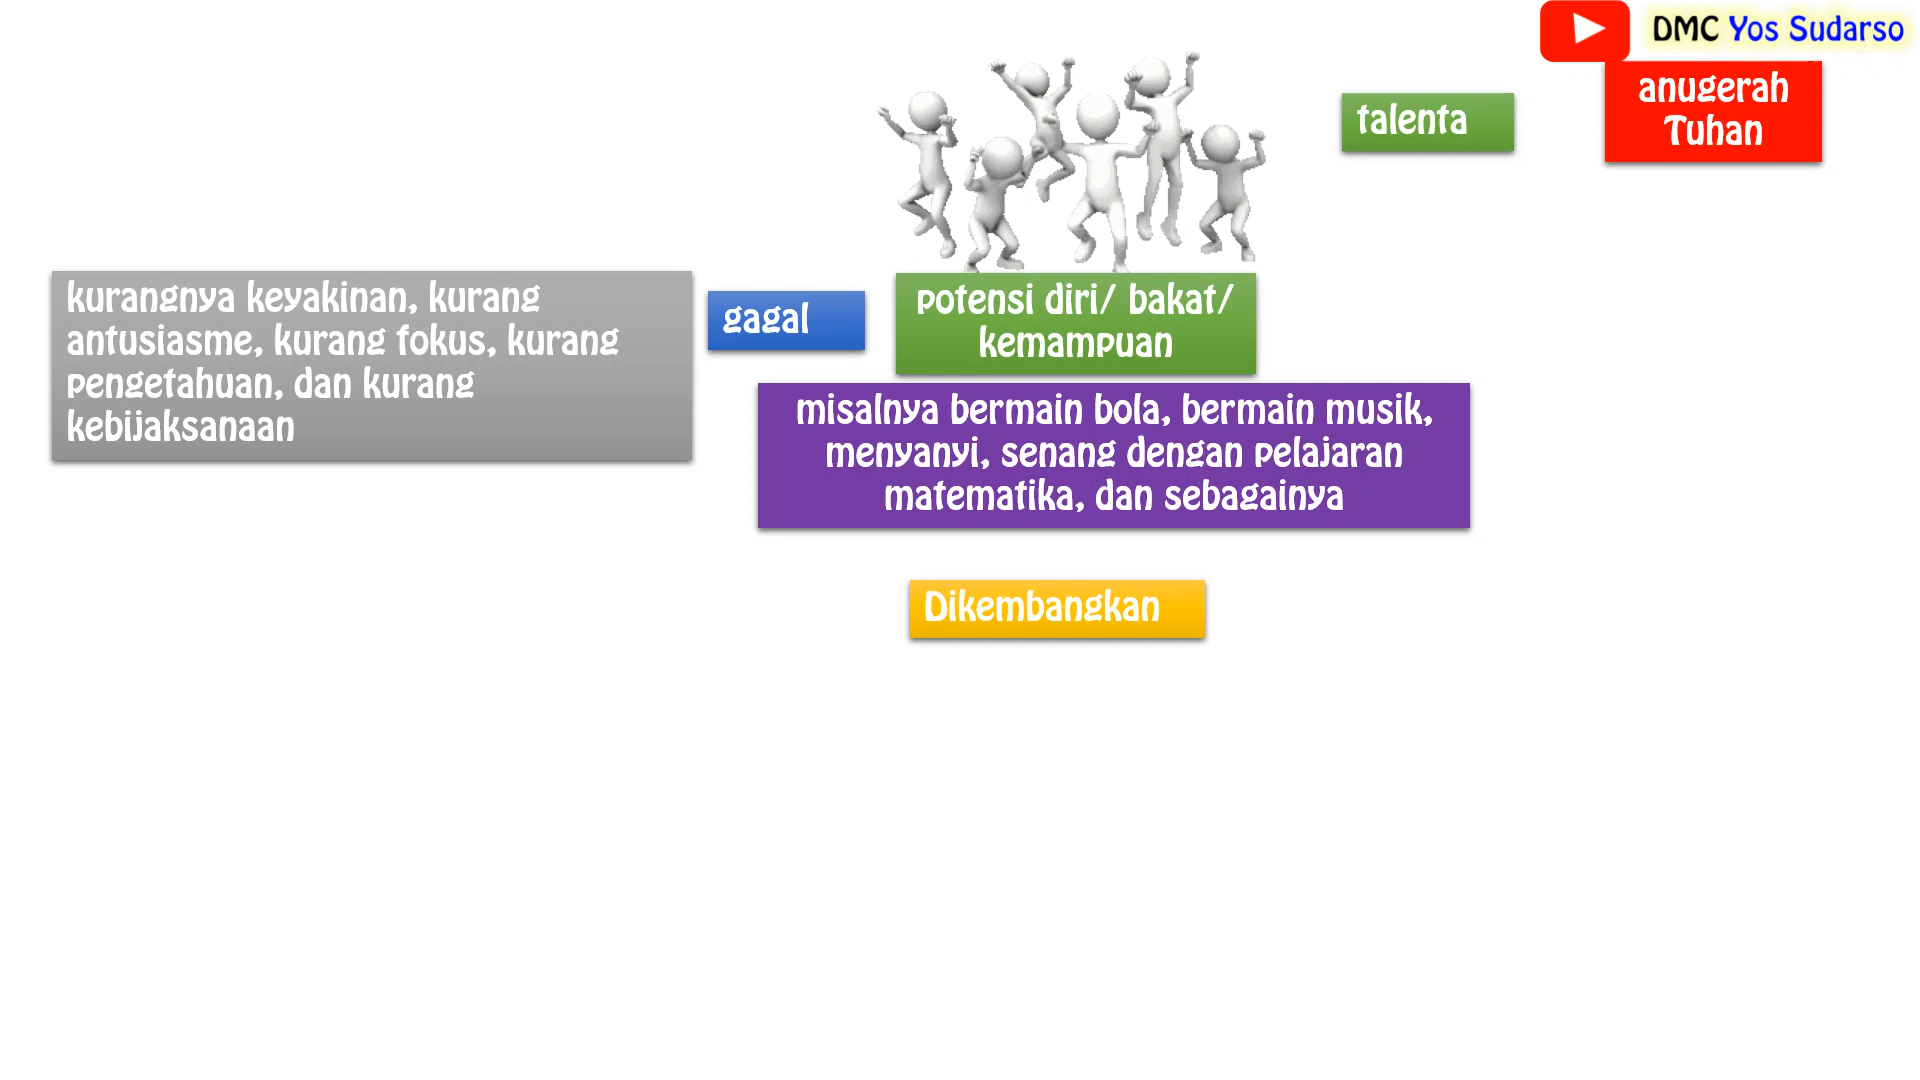 DMC Yos Sudarso
anugerah
Tuhan
talenta
kurangnya keyakinan, kurang
antusiasme, kurang fokus, kurang
pengetahuan, dan kurang
kebijaksanaan
gagal
potensi diri/ bakat/
kemampuan
misalnya bermain bola, bermain musik,
menyanyi, senang dengan pelajaran
matematika, dan sebagainya
Dikembangkan